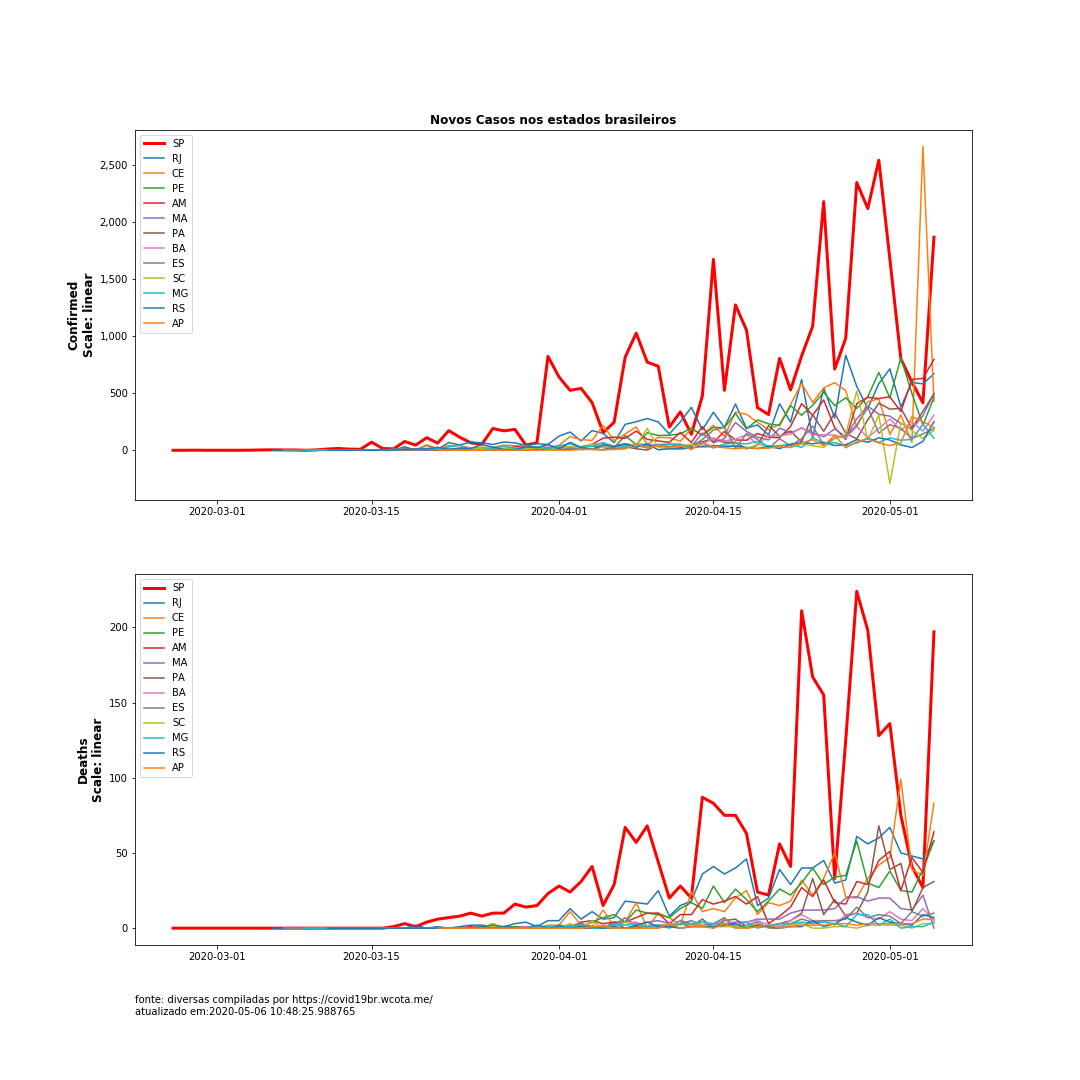 Novos Casos nos estados brasileiros
SP
RJ
CE
PE
AM
MA
PA
BA
ES
SC
MG
RS
AP
Confirmed
Scale: linear
2,500
2,000
1,500
1,000
500
0
2020-03-01
2020-03-15
2020-04-01
2020-04-15
2020-05-01
SP
RJ
CE
PE
AM
MA
PA
BA
ES
SC
MG
RS
AP
Deaths
Scale: linear
200
150
100
50
0
2020-03-01
2020-03-15
2020-04-01
2020-04-15
2020-05-01
fonte: diversas compiladas por https://covid19br.wcota.me/
atualizado em:2020-05-06 10:48:25.988765